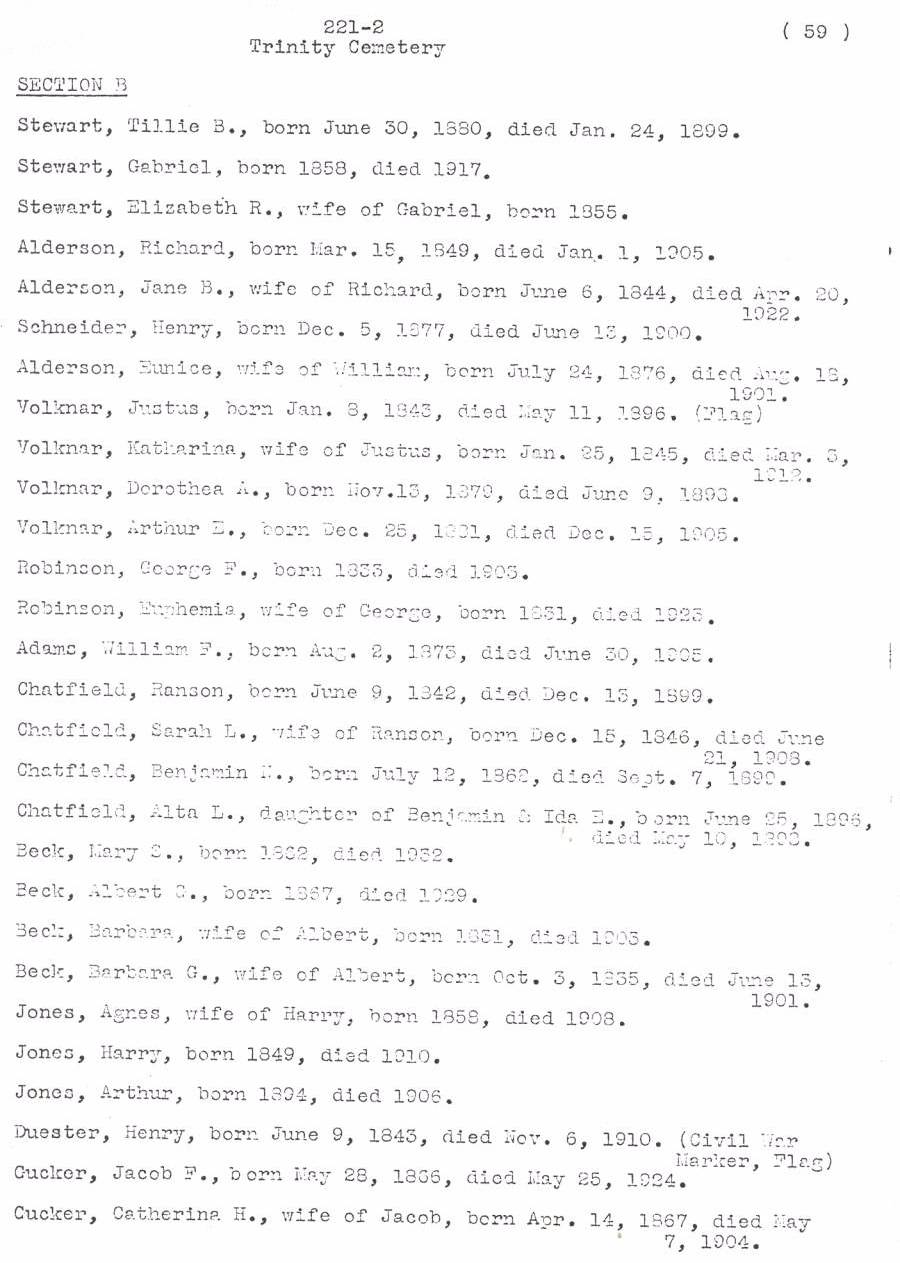 221-2
( 59 )
Trinity Cemetery
SECTION B
Stewart, Tillie B., born June 30, 1880, died Jan. 24, 1899.
Stewart, Gabriel, born 1858, died 1917.
Stewart, Elizabeth R., wife of Gabriel, born 1855.
Alderson, Richard, born Mar. 15, 1849, died Jan. 1, 1905.
Alderson, Jane B., wife of Richard, born June 6, 1844, died Apr. 20,
1922.
Schneider, Henry, born Dec. 5, 1877, died June 13, 1900.
Alderson, Eunice, wife of William, born July 24, 1876, died Aug. 18,
1901.
Volknar, Justus, born Jan. 8, 1843, died May 11, 1896. (Flag)
Volknar, Katharina, wife of Justus, born Jan. 25, 1845, died Mar.
Volknar, Dorothea A., born Nov.13, 1879, died June 9, 1893.
Volknar, Arthur E., born Dec. 25, died Dec. 15, 1905.
Robinson, George F., born 1833, died 1903.
Robinson, Euphemia, wife of George, born 1831, died 1923.
Adams, William F., born Aug. 2, 1873, died June 30, 1905.
Chatfield, Ranson, born June 9, 1842, died Dec. 13, 1899.
Chatfield, Sarah L., wife of Ranson, born Dec. 15, 1846, died June
21, 1908.
Chatfield, Benjamin born July 12, 1862, died Sept. 7, 1899.
Chatfield, Alta L., daughter of Benjamin & Ida E., born June 25, 1896,
died May 10, 1898.
Beck, Mary born died 1932.
Beck, Albert born 1867, died 1929.
Beck, Barbara, wife of Albert, born died 1903.
Beck, Barbara G., wife of Albert, born Oct. 3, 1835, died June 13,
1901.
Jones, Agnes, wife of Harry, born 1858, died 1908.
Jones, Harry, born 1849, died 1910.
Jones, Arthur, born 1894, died 1906.
Duester, Henry, born June 9, 1843, died Nov. 6, 1910. (Civil War
Marker, Flag)
Cucker, Jacob F., born May 28, 1866, died May 25, 1924.
Cucker, Catherina H., wife of Jacob, born Apr. 14, 1867, died May
7, 1904.